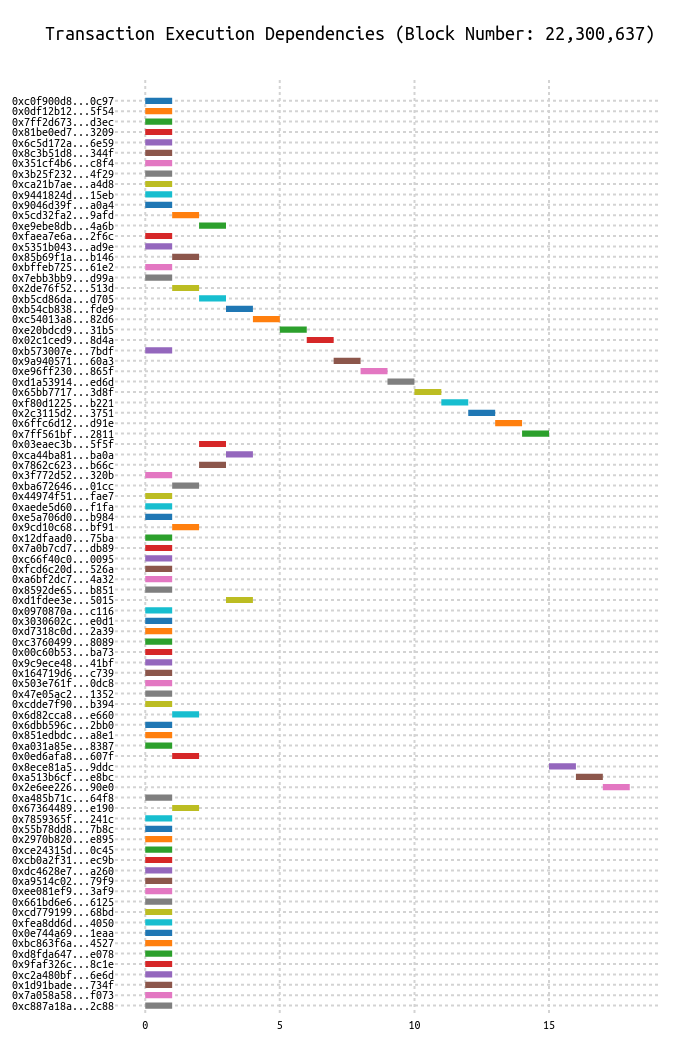 Transaction Execution Dependencies (Block Number: 22,300,637)
0xc0f900d8...0c97
0x0df12b12...5f54
0x7ff2d673...d3ec
0x81be0ed7...3209
0x6c5d172a...6e59
0x8c3b51d8...344f
0x351cf4b6...c8f4
0x3b25f232...4f29
0xca21b7ae...a4d8
0x9441824d...15eb
0x9046d39f...a0a4
0x5cd32fa2...9afd
0xe9ebe8db...4a6b
0xfaea7e6a...2f6c
0x5351b043...ad9e
0x85b69f1a...b146
0xbffeb725...61e2
0x7ebb3bb9...d99a
0x2de76f52...513d
0xb5cd86da...d705
0xb54cb838...fde9
0xc54013a8...82d6
0xe20bdcd9...31b5
0x02c1ced9...8d4a
0xb573007e...7bdf
0x9a940571...60a3
0xe96ff230...865f
0xd1a53914...ed6d
0x65bb7717...3d8f
0xf80d1225...b221
0x2c3115d2...3751
0x6ffc6d12...d91e
0x7ff561bf...2811
0x03eaec3b...5f5f
0xca44ba81...ba0a
0x7862c623...b66c
0x3f772d52...320b
0xba672646...01cc
0x44974f51...fae7
0xaede5d60...f1fa
0xe5a706d0...b984
0x9cd10c68...bf91
0x12dfaad0...75ba
0x7a0b7cd7...db89
0xc66f40c0...0095
0xfcd6c20d...526a
0xa6bf2dc7...4a32
0x8592de65...b851
0xd1fdee3e...5015
0x0970870a...c116
0x3030602c...e0d1
0xd7318c0d...2a39
0xc3760499...8089
0x00c60b53...ba73
0x9c9ece48...41bf
0x164719d6...c739
0x503e761f...0dc8
0x47e05ac2...1352
0xcdde7f90...b394
0x6d82cca8...e660
0x6dbb596c...2bb0
0x851edbdc...a8e1
0xa031a85e...8387
0x0ed6afa8...607f
0x8ece81a5...9ddc
0xa513b6cf...e8bc
0x2e6ee226...90e0
0xa485b71c...64f8
0x67364489...e190
0x7859365f...241c
0x55b78dd8...7b8c
0x2970b820...e895
0xce24315d...0c45
0xcb0a2f31...ec9b
0xdc4628e7...a260
0xa9514c02...79f9
0xee081ef9...3af9
0x661bd6e6...6125
0xcd779199...68bd
0xfea8dd6d...4050
0x0e744a69...1eaa
0xbc863f6a...4527
0xd8fda647...e078
0x9faf326c...8c1e
0xc2a480bf...6e6d
0x1d91bade...734f
0x7a058a58...f073
0xc887a18a...2c88
0 5 10 15